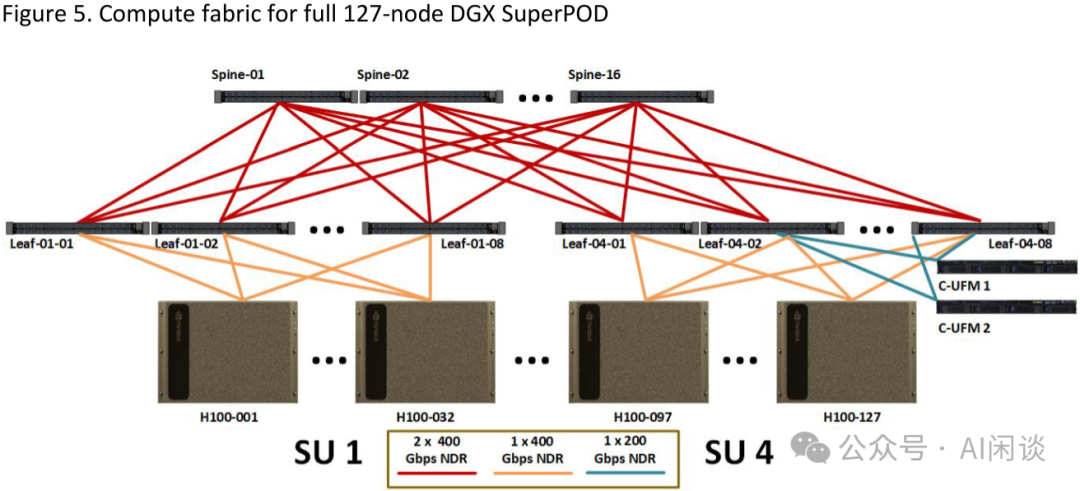 Figure 5. Compute fabric for full 127-node DGX SuperPOD
Spine-01 Spine-02 Spine-16
Leaf-01-01 Leaf-01-02 Leaf-01-08 Leaf-04-01 Leaf-04-02 Leaf-04-08
C-UFM 1
C-UFM 2
H100-001 H100-032 H100-097 H100-127
SU 1
2 x 400 1 x 400 1 x 200
Gbps NDR Gbps NDR Gbps NDR
SU 4
公众号 · AI闲谈